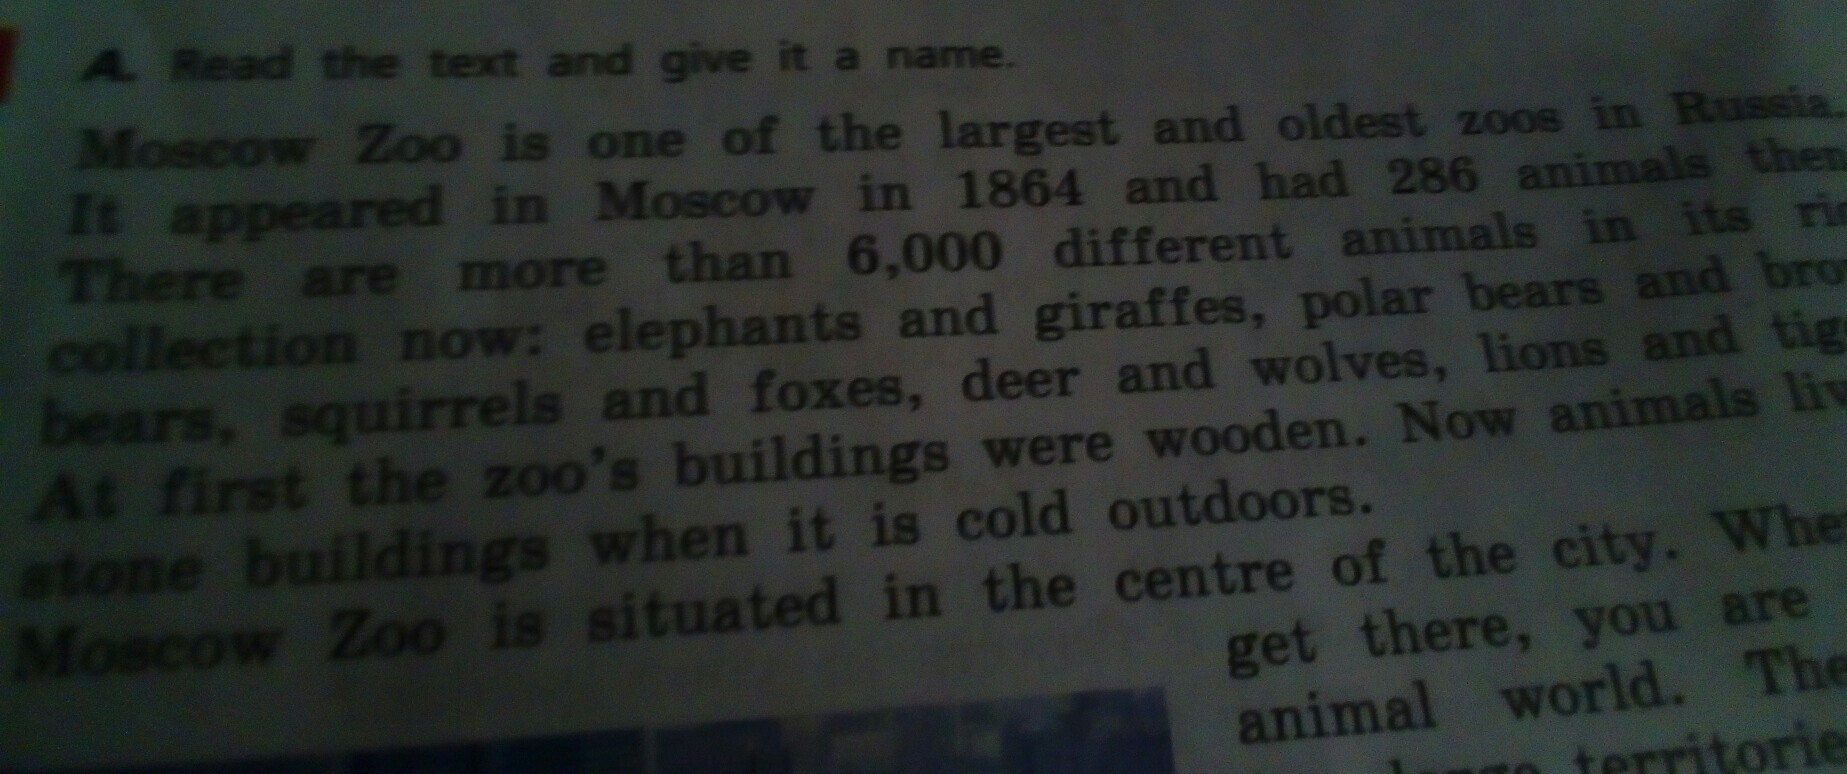 A. Read the text and give it a name.
Moscow Zoo is one of the largest and oldest zoos in Russia.
It appeared in Moscow in 1864 and had 286 animals
There are more than 6,000 different animals in its
collection now: elephants and giraffes, polar bears and
bears, squirrels and foxes, deer and wolves, lions and
At first the zoo's buildings were wooden. Now animals
stone buildings when it is cold outdoors.
Moscow Zoo is situated in the centre of the city.
get there, you are
animal world.